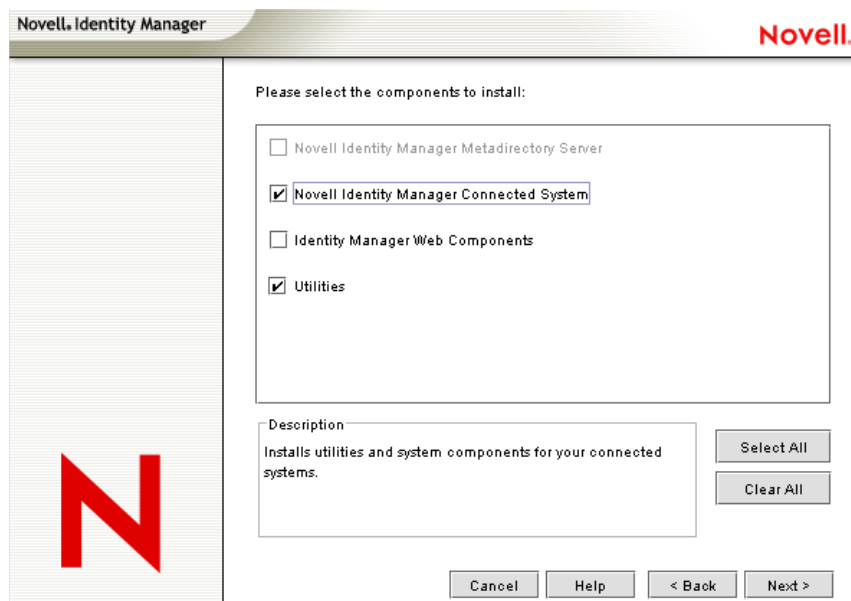 Novell. Identity Manager
Novell.
Please select the components to install:
Novell Identity Manager Metadirectory Server
Novell Identity Manager Connected System
Identity Manager Web Components
Utilities
Description
Installs utilities and system components for your connected
systems.
Select All
Clear All
N
Cancel
Help
< Back
Next >